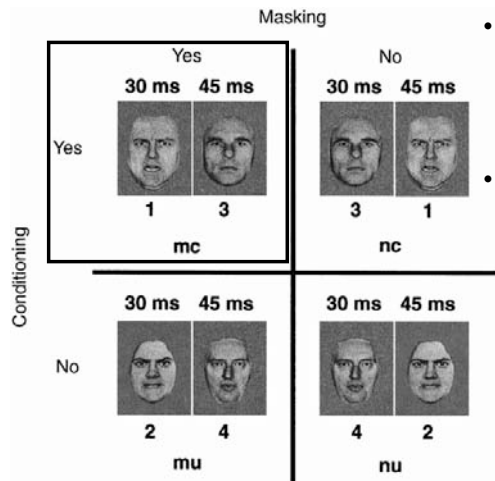 Masking
Yes No
30 ms 45 ms 30 ms 45 ms
Yes
1 3 3 1
mc nc
Conditioning
30 ms 45 ms 30 ms 45 ms
No
2 4 4 2
mu nu